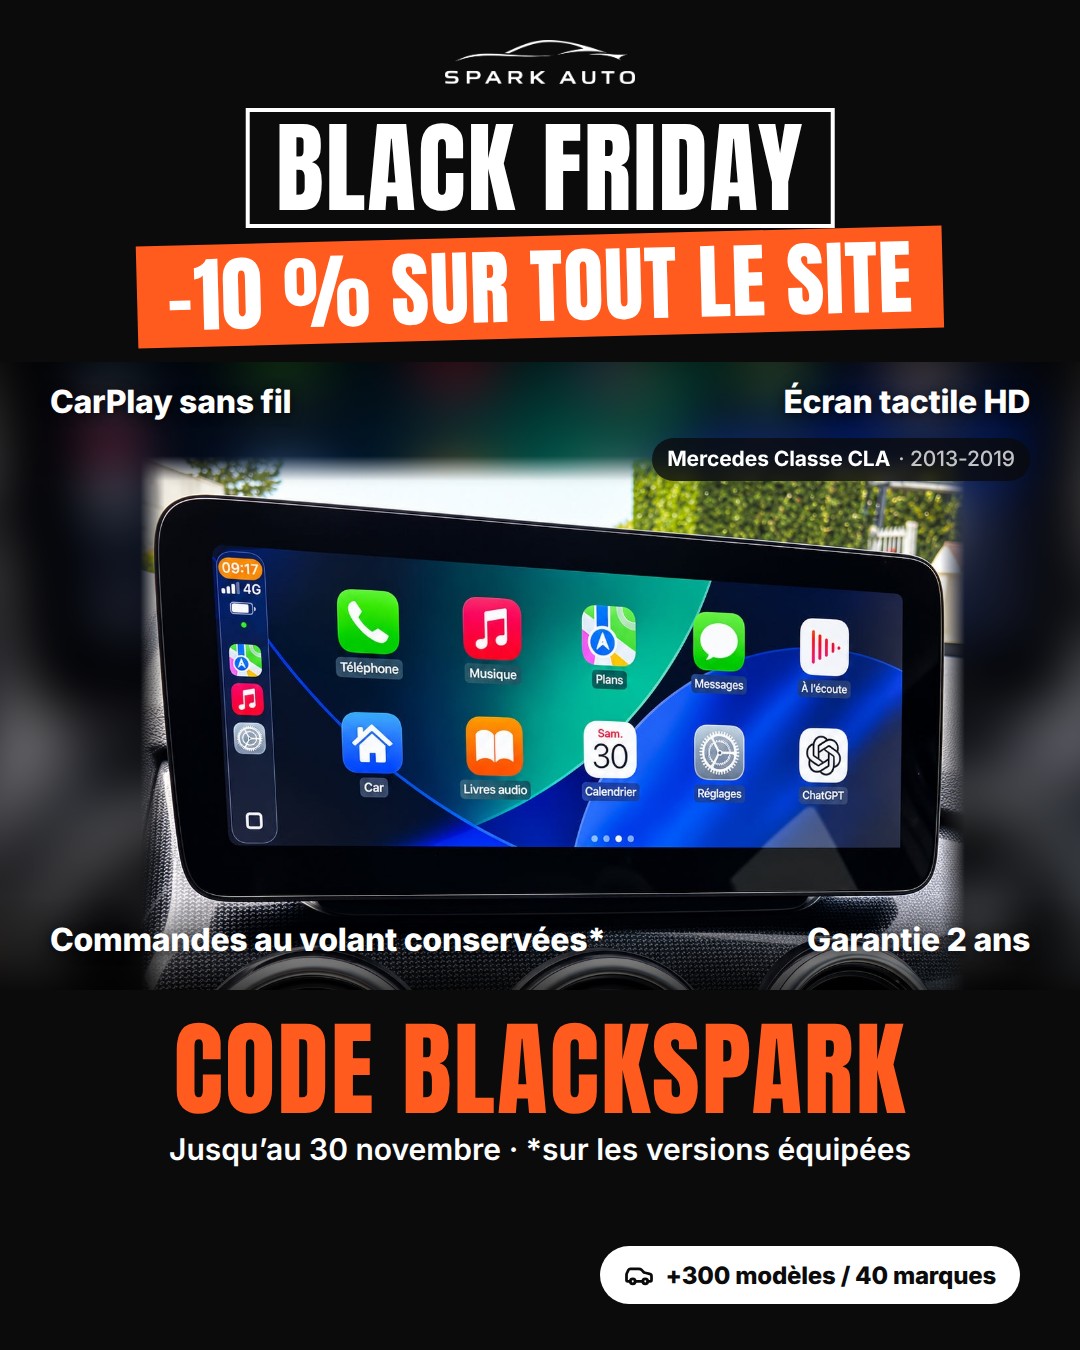 SPARK AUTO
BLACK FRIDAY
-10 % SUR TOUT LE SITE
CarPlay sans fil
Écran tactile HD
Mercedes Classe CLA · 2013-2019
09:17
4G
Téléphone
Musique
Plans
Messages
À l'écoute
Car
Livres audio
Sam.
30
Calendrier
Réglages
ChatGPT
Commandes au volant conservées*
Garantie 2 ans
CODE BLACKSPARK
Jusqu’au 30 novembre · *sur les versions équipées
+300 modèles / 40 marques